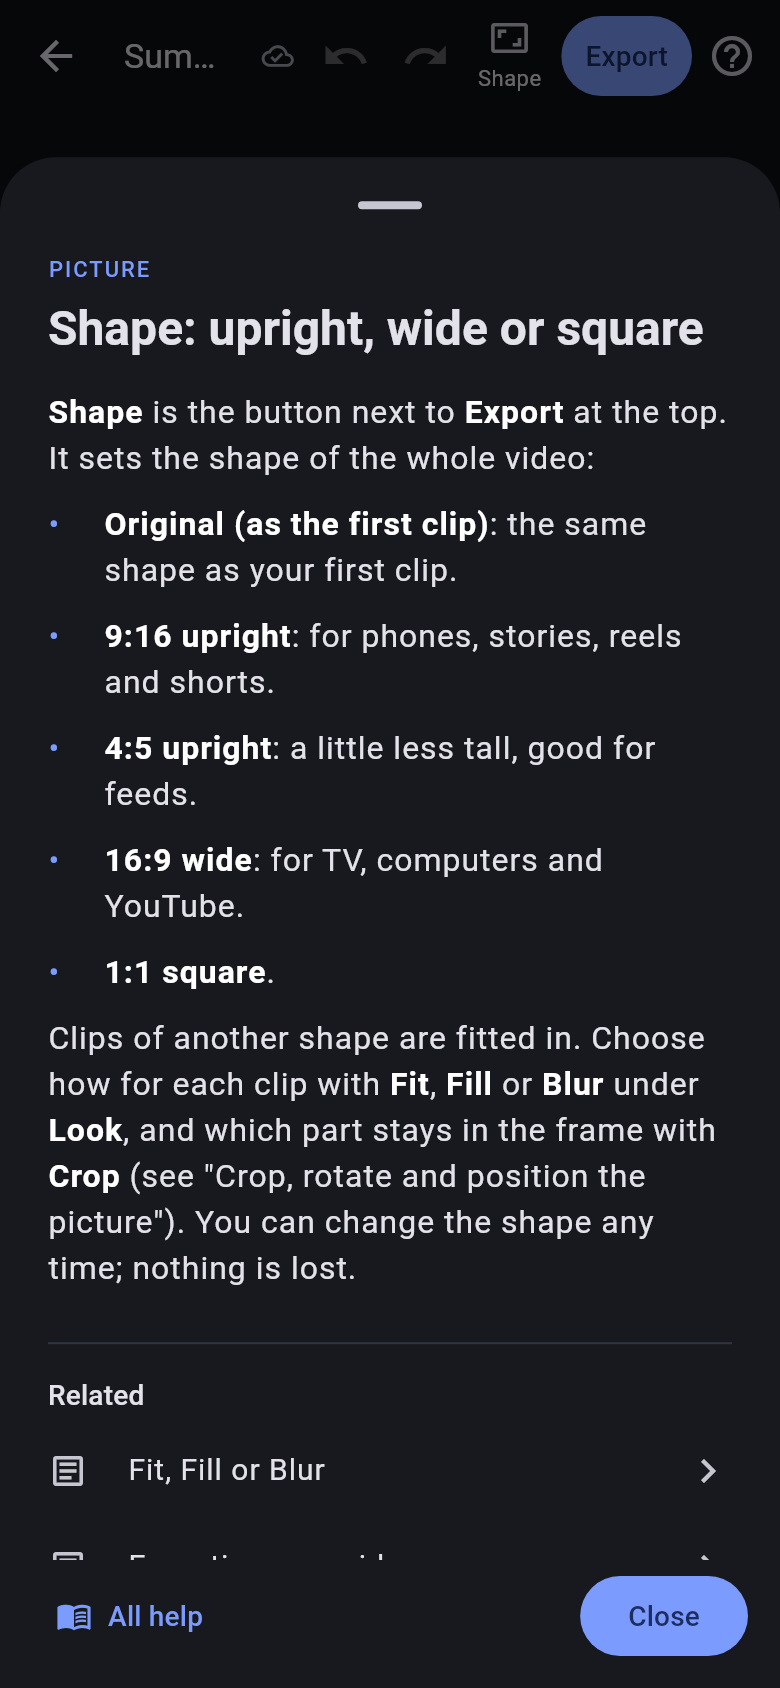 Sum...
Shape
Export
PICTURE
Shape: upright, wide or square
Shape is the button next to Export at the top.
It sets the shape of the whole video:
• Original (as the first clip): the same
shape as your first clip.
• 9:16 upright: for phones, stories, reels
and shorts.
• 4:5 upright: a little less tall, good for
feeds.
• 16:9 wide: for TV, computers and
YouTube.
• 1:1 square.
Clips of another shape are fitted in. Choose
how for each clip with Fit, Fill or Blur under
Look, and which part stays in the frame with
Crop (see "Crop, rotate and position the
picture"). You can change the shape any
time; nothing is lost.
Related
Fit, Fill or Blur
All help
Close